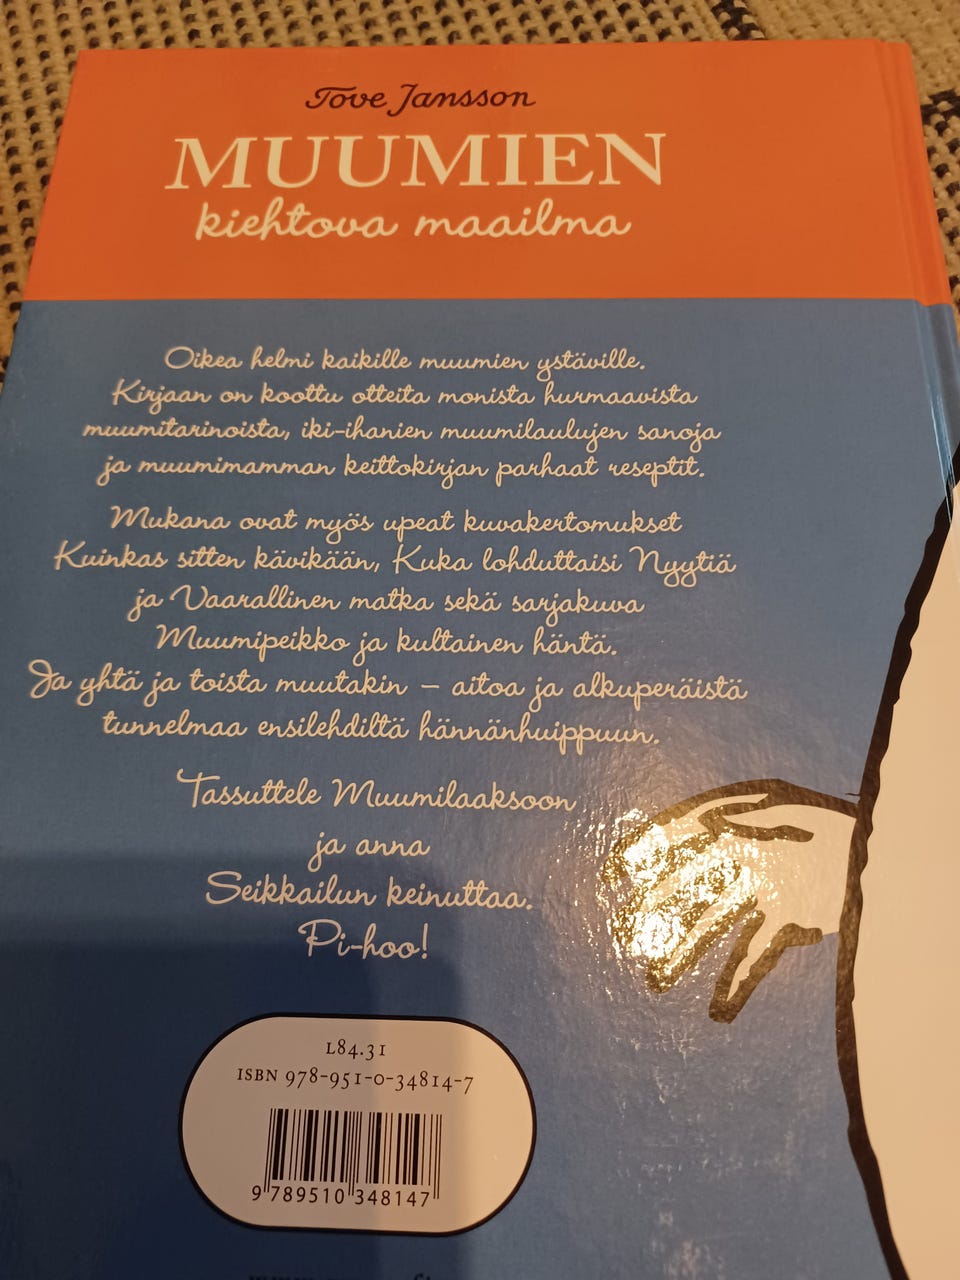 Tove Jansson
MUUMIEN
kiehtova maailma
Oikea helmi kaikille muumien ystäville.
Kirjaan on koottu otteita monista hurmaavista
muumitarinoista, iki-ihanien muumilaulujen sanoja
ja muumimamman keittokirjan parhaat reseptit.
Mukana ovat myös upeat kuvakertomukset
Kuinkas sitten kävikään, Kuka lohduttaisi Nyytiä
ja Vaarallinen matka sekä sarjakuva
Muumipeikko ja kultainen häntä.
Ja yhtä ja toista muutakin – aitoa ja alkuperäistä
tunnelmaa ensilehdiltä hännänhuippuun.
Tassuttele Muumilaaksoon
ja anna
Seikkailun keinuttaa.
Pi-hoo!
L84.31
ISBN 978-951-0-34814-7
9 789510 348147